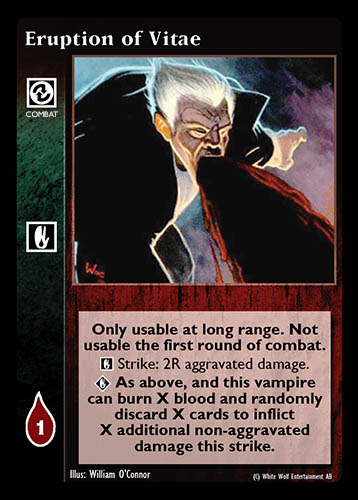 Eruption of Vitae
COMBAT
Only usable at long range. Not
usable the first round of combat.
Strike: 2R aggravated damage.
As above, and this vampire
can burn X blood and randomly
discard X cards to inflict
X additional non-aggravated
damage this strike.
1
Illus: William O'Connor
(C) White Wolf Entertainment AB